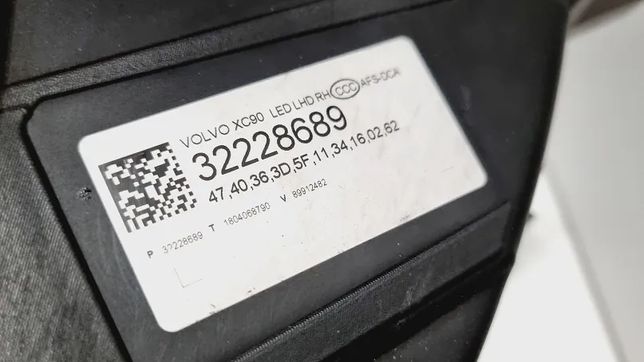 VOLVO XC90 LED LHD RH CCC AFS-DCA
32228689
47,40,36,3D,5F,11,34,16,02,62
P 32228689 T 1804068790 V 89912482